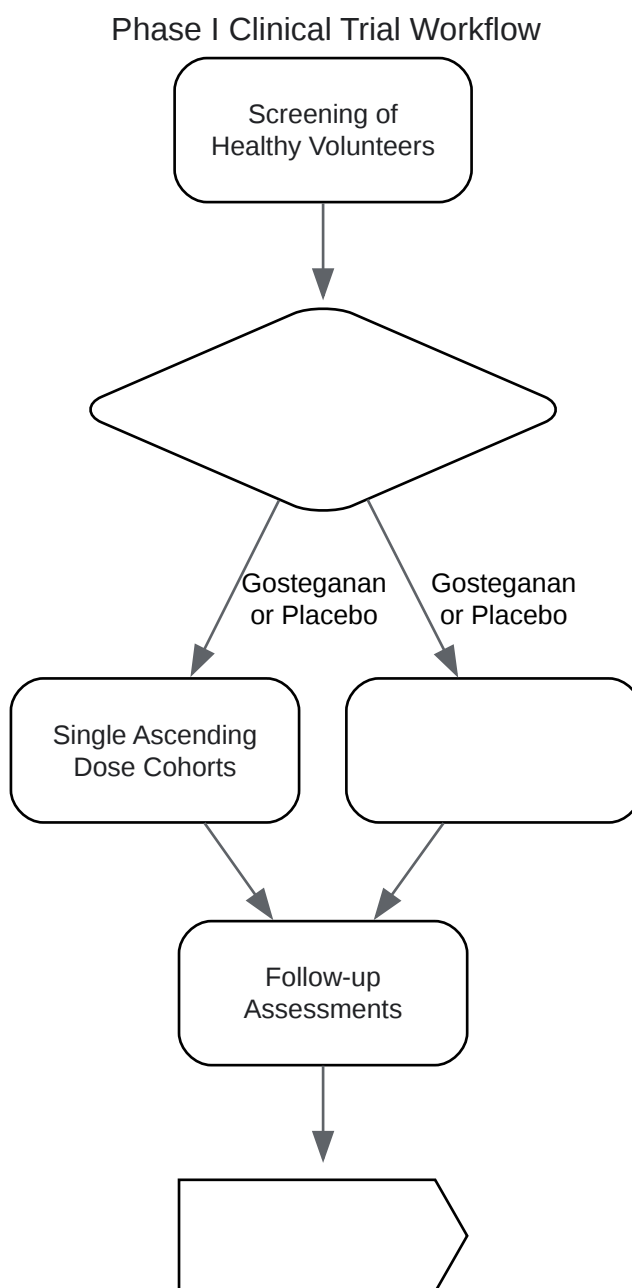 Phase I Clinical Trial Workflow
Screening of
Healthy Volunteers
Gosteganan
or Placebo
Gosteganan
or Placebo
Single Ascending
Dose Cohorts
Follow-up
Assessments